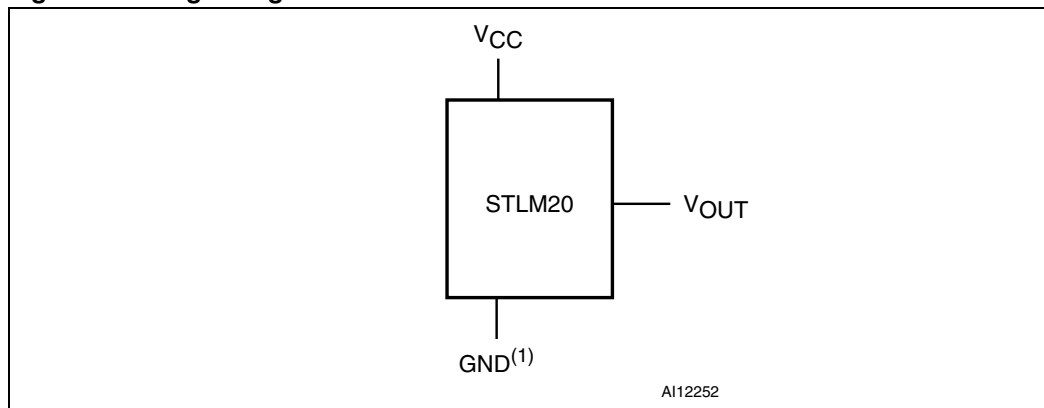 VCC
STLM20
VOUT
GND(1)
AI12252